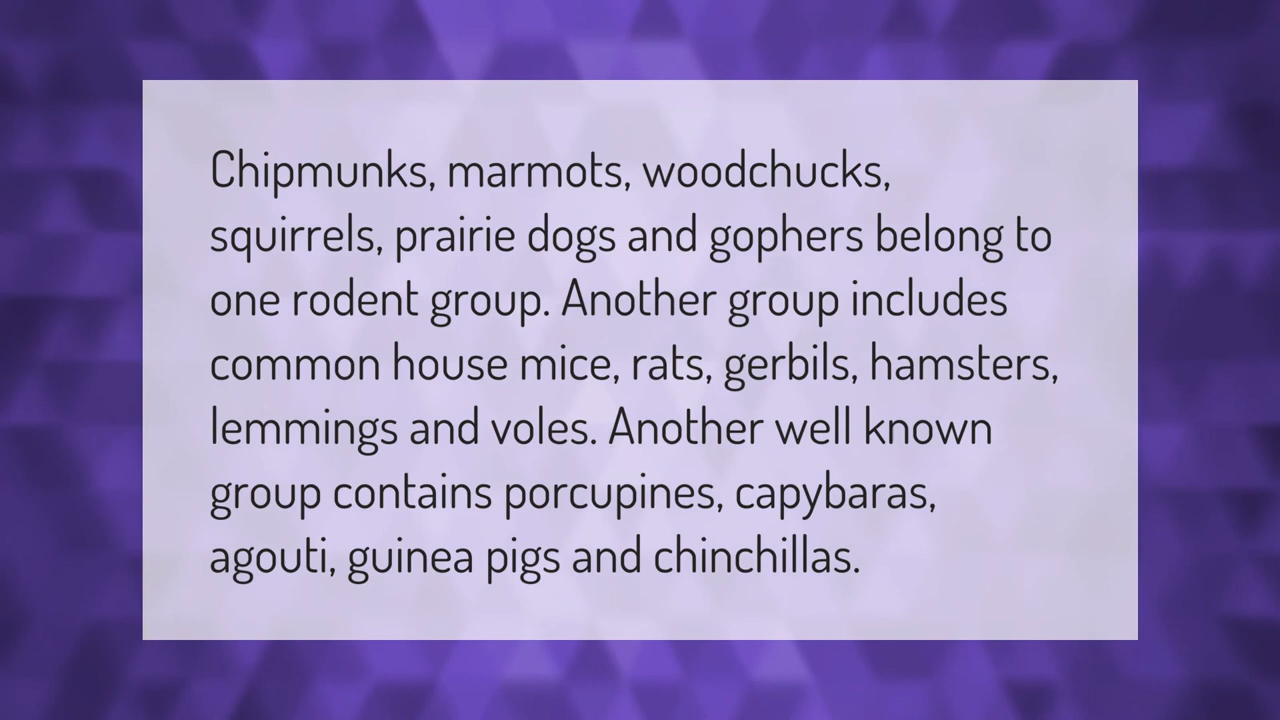 Chipmunks, marmots, woodchucks,
squirrels, prairie dogs and gophers belong to
one rodent group. Another group includes
common house mice, rats, gerbils, hamsters,
lemmings and voles. Another well known
group contains porcupines, capybaras,
agouti, guinea pigs and chinchillas.